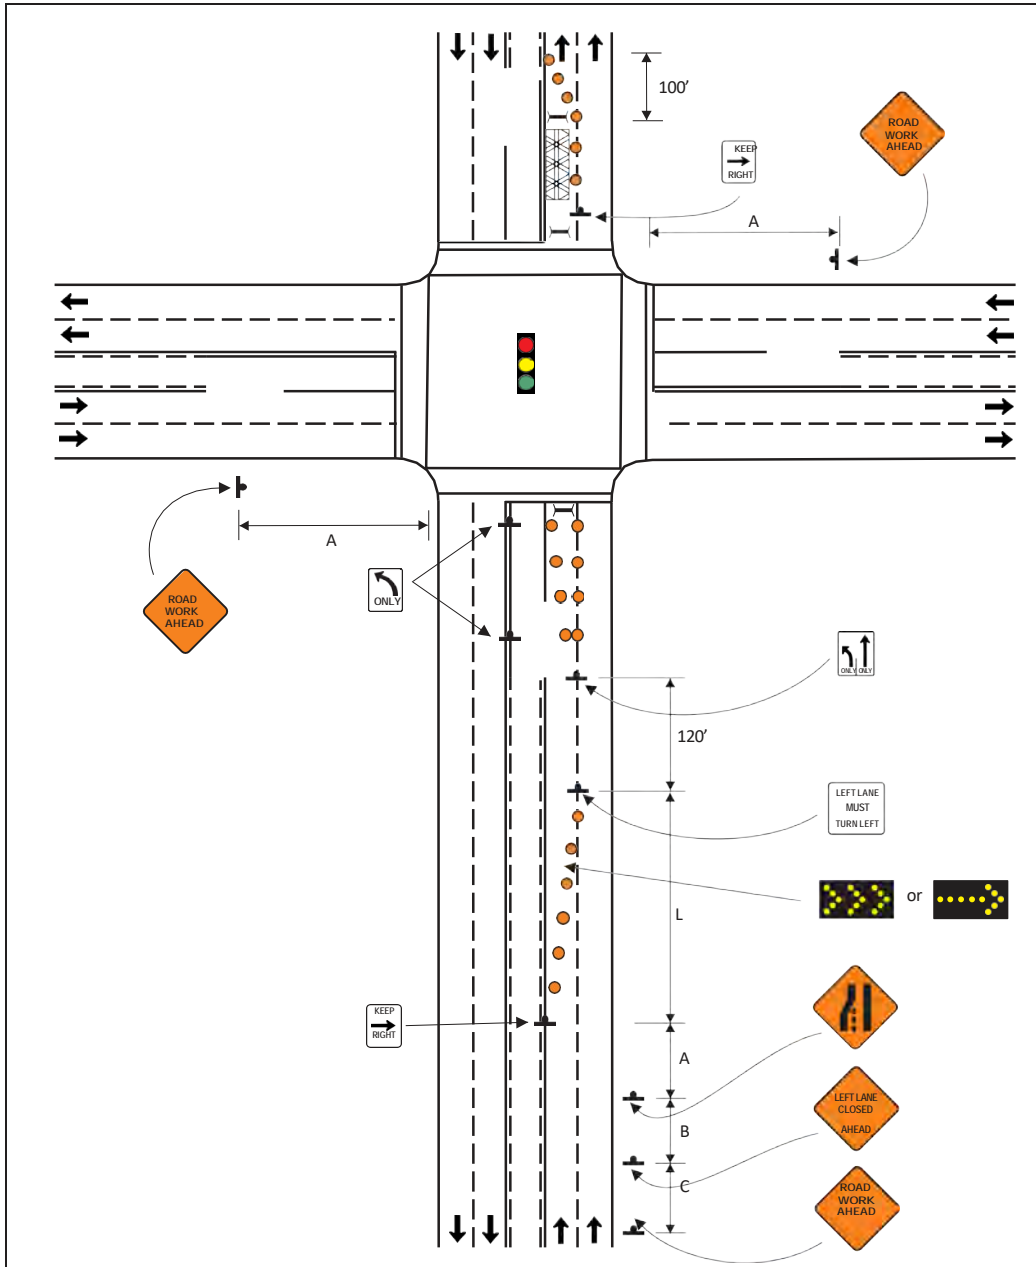 100'
ROAD
WORK
AHEAD
KEEP
RIGHT
A
A
ROAD
WORK
AHEAD
ONLY
ONLY ONLY
120'
LEFT LANE
MUST
TURN LEFT
or
L
KEEP
RIGHT
A
LEFT LANE
CLOSED
AHEAD
B
C
ROAD
WORK
AHEAD